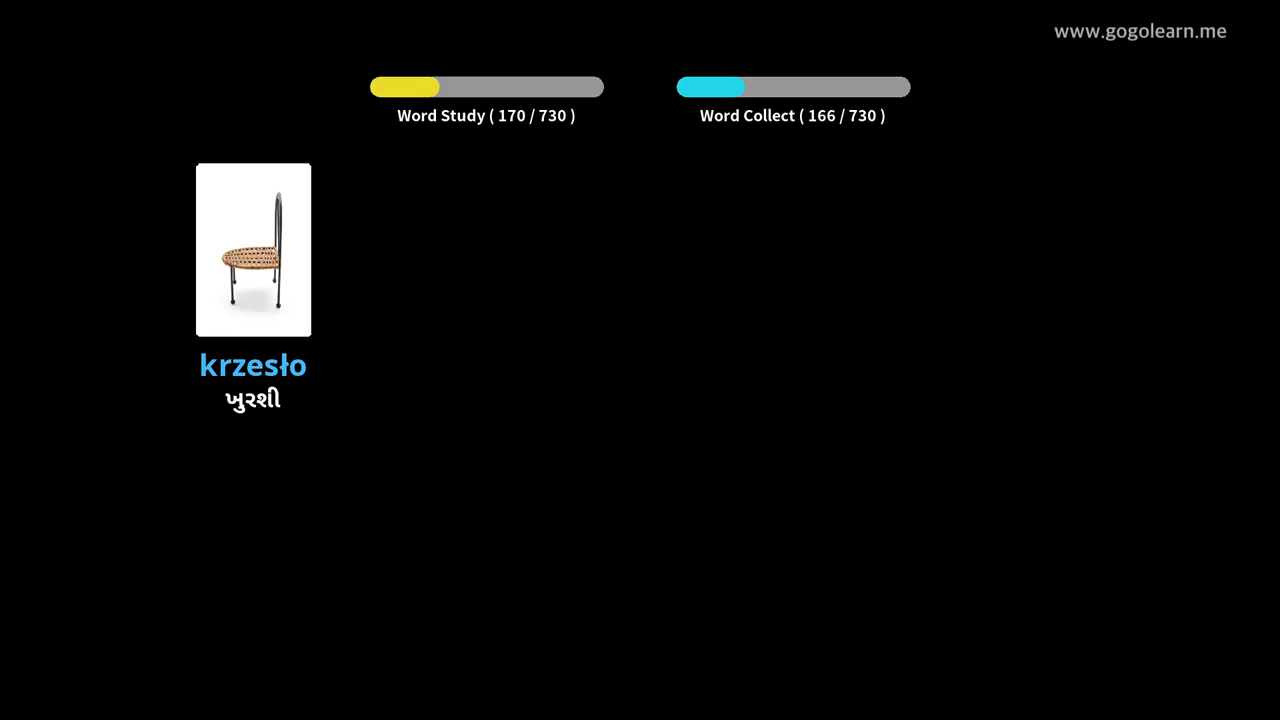 www.gogolearn.me
Word Study ( 170 / 730 )
Word Collect ( 166 / 730 )
krzesło
ખુરશી